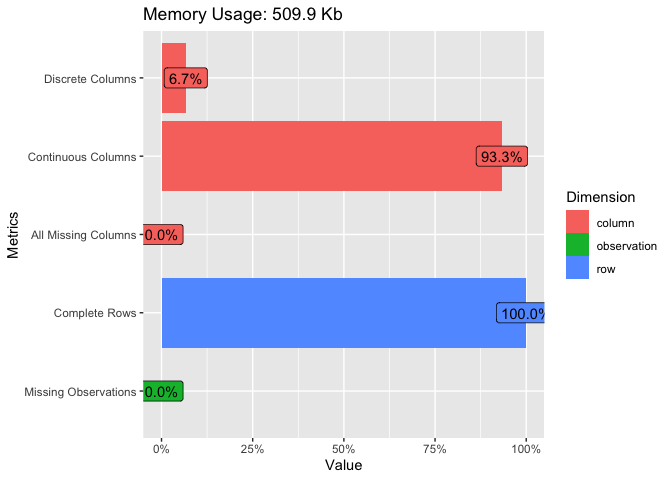 Memory Usage: 509.9 Kb
Metrics
Discrete Columns
6.7%
Continuous Columns
93.3%
All Missing Columns
0.0%
Complete Rows
100.0%
Missing Observations
0.0%
0%
25%
50%
75%
100%
Value
Dimension
column
observation
row